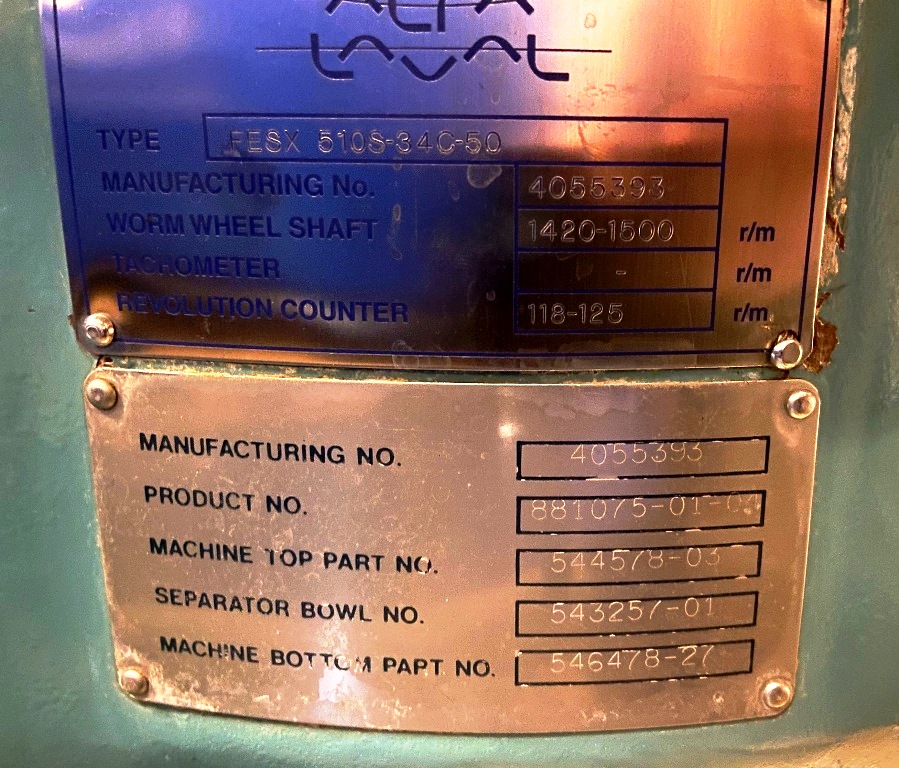 ALFA
LAVAL
TYPE FESX 510S-34C-50
MANUFACTURING No. 4055393
WORM WHEEL SHAFT 1420-1500 r/m
TACHOMETER - r/m
REVOLUTION COUNTER 118-125 r/m
MANUFACTURING NO. 4055393
PRODUCT NO. 881075-01-04
MACHINE TOP PART NO. 544578-03
SEPARATOR BOWL NO. 543257-01
MACHINE BOTTOM PART NO. 546478-27